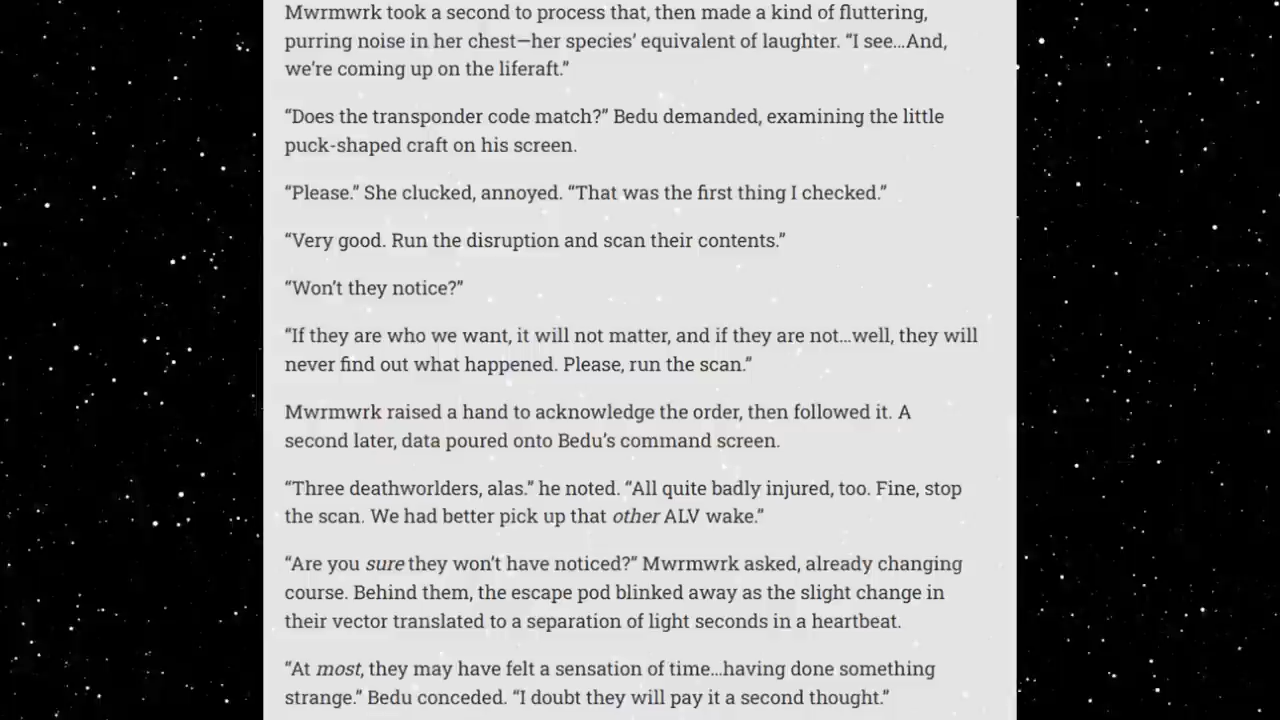 Mwrmwrk took a second to process that, then made a kind of fluttering,
purring noise in her chest—her species’ equivalent of laughter. “I see…And,
we’re coming up on the liferaft.”
“Does the transponder code match?” Bedu demanded, examining the little
puck-shaped craft on his screen.
“Please.” She clucked, annoyed. “That was the first thing I checked.”
“Very good. Run the disruption and scan their contents.”
“Won’t they notice?”
“If they are who we want, it will not matter, and if they are not…well, they will
never find out what happened. Please, run the scan.”
Mwrmwrk raised a hand to acknowledge the order, then followed it. A
second later, data poured onto Bedu’s command screen.
“Three deathworlders, alas.” he noted. “All quite badly injured, too. Fine, stop
the scan. We had better pick up that other ALV wake.”
“Are you sure they won’t have noticed?” Mwrmwrk asked, already changing
course. Behind them, the escape pod blinked away as the slight change in
their vector translated to a separation of light seconds in a heartbeat.
“At most, they may have felt a sensation of time…having done something
strange.” Bedu conceded. “I doubt they will pay it a second thought.”